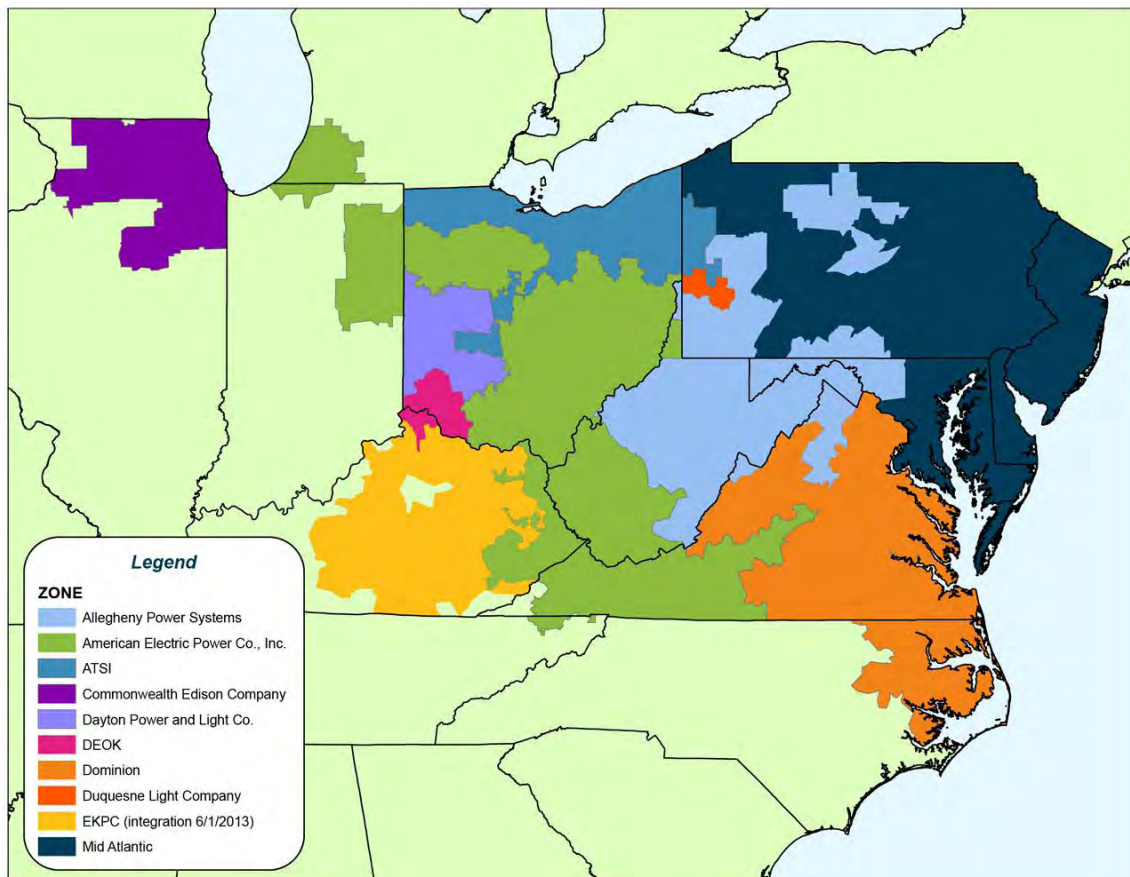 Legend
ZONE
Allegheny Power Systems
American Electric Power Co., Inc.
ATSI
Commonwealth Edison Company
Dayton Power and Light Co.
DEOK
Dominion
Duquesne Light Company
EKPC (integration 6/1/2013)
Mid Atlantic